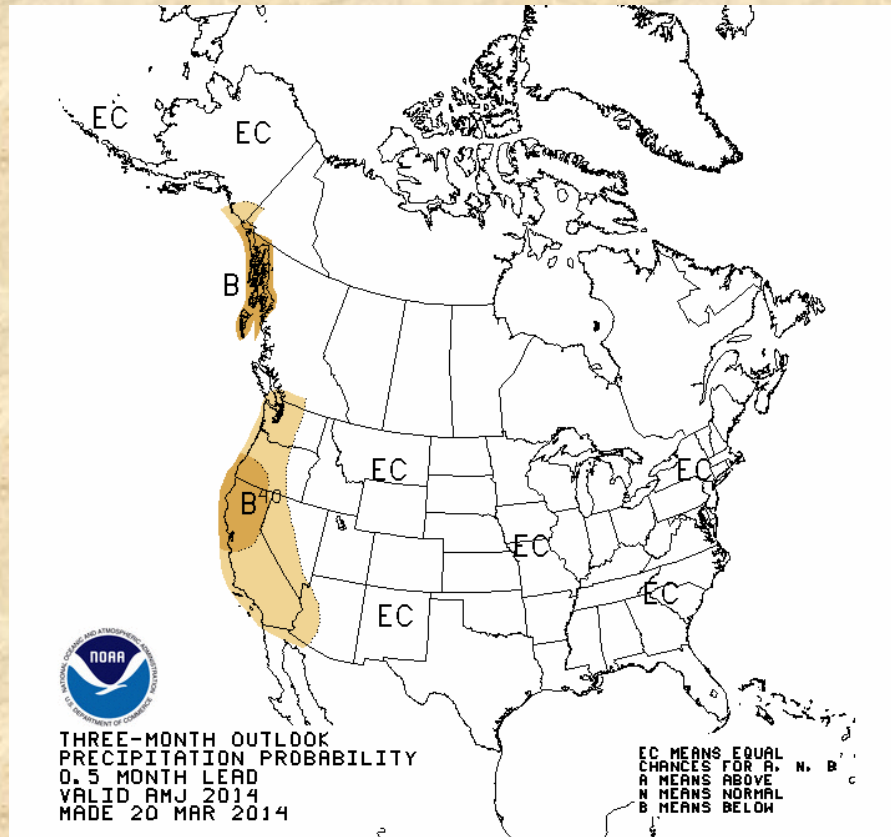 EC
EC
B
EC
EC
B 40
EC
EC
EC
NATIONAL OCEANIC AND ATMOSPHERIC ADMINISTRATION
NOAA
U.S. DEPARTMENT OF COMMERCE
THREE-MONTH OUTLOOK
PRECIPITATION PROBABILITY
0.5 MONTH LEAD
VALID AMJ 2014
MADE 20 MAR 2014
EC MEANS EQUAL
CHANCES FOR A, N, B
A MEANS ABOVE
N MEANS NORMAL
B MEANS BELOW